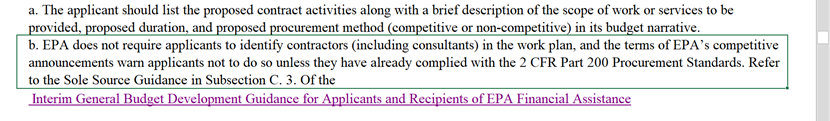 a. The applicant should list the proposed contract activities along with a brief description of the scope of work or services to be
provided, proposed duration, and proposed procurement method (competitive or non-competitive) in its budget narrative.
b. EPA does not require applicants to identify contractors (including consultants) in the work plan, and the terms of EPA’s competitive
announcements warn applicants not to do so unless they have already complied with the 2 CFR Part 200 Procurement Standards. Refer
to the Sole Source Guidance in Subsection C. 3. Of the
Interim General Budget Development Guidance for Applicants and Recipients of EPA Financial Assistance